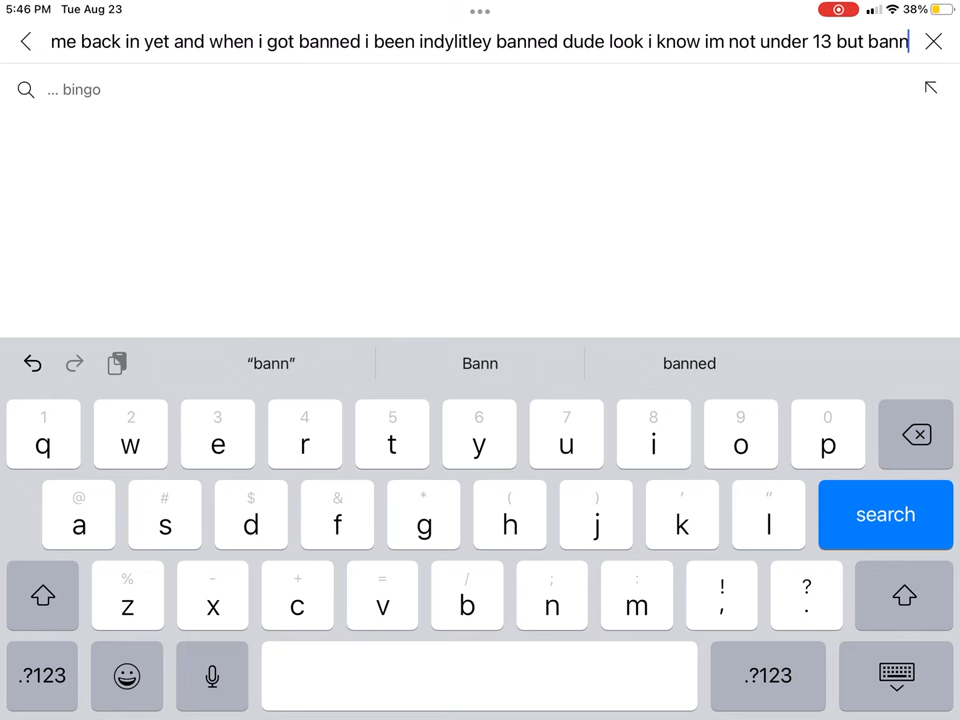 5:46 PM Tue Aug 23 38%
me back in yet and when i got banned i been indylitley banned dude look i know im not under 13 but bann
... bingo
“bann” Bann banned
1 2 3 4 5 6 7 8 9 0
q w e r t y u i o p
@ # $ & * ( ) ' "
a s d f g h j k l search
% - + = / ; : ! ?
z x c v b n m , .
.?123 .?123